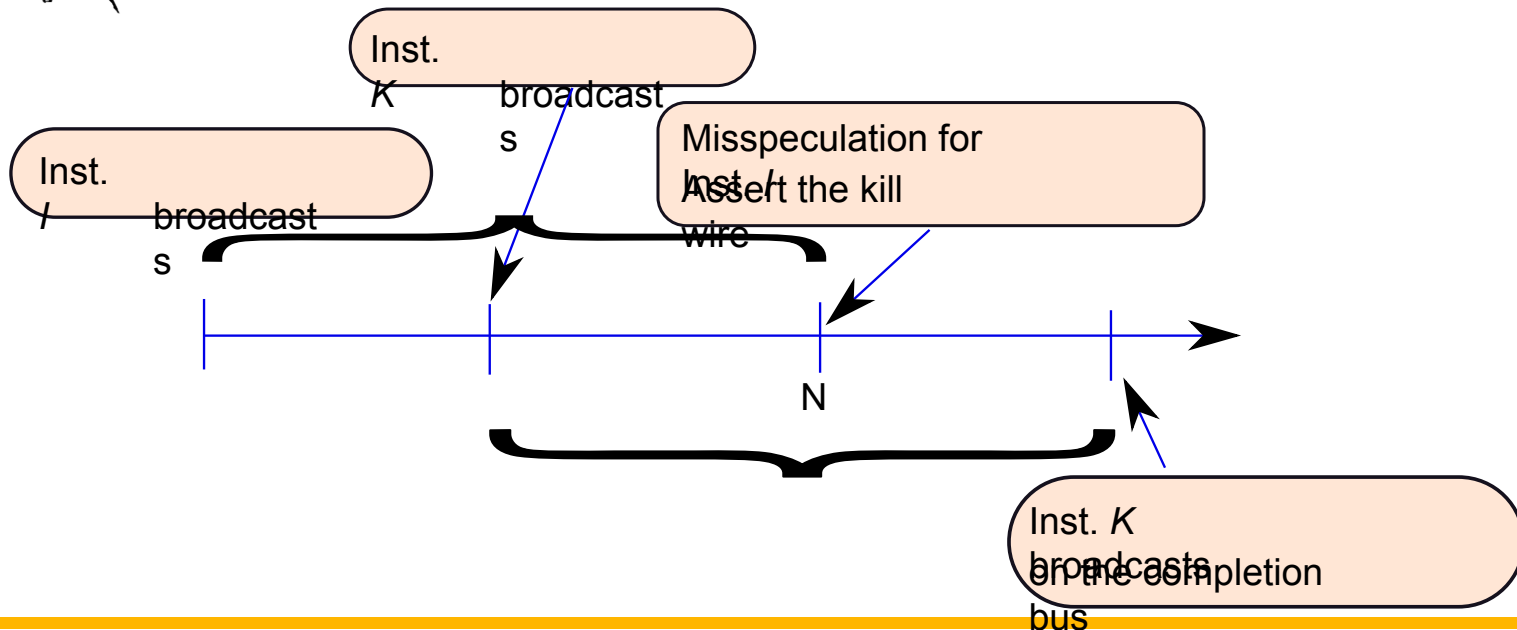 Inst.
K broadcast
s
Inst.
I broadcast
s
Misspeculation for
Inst. I
Assert the kill
wire
N
Inst. K
broadcasts
on the completion
bus